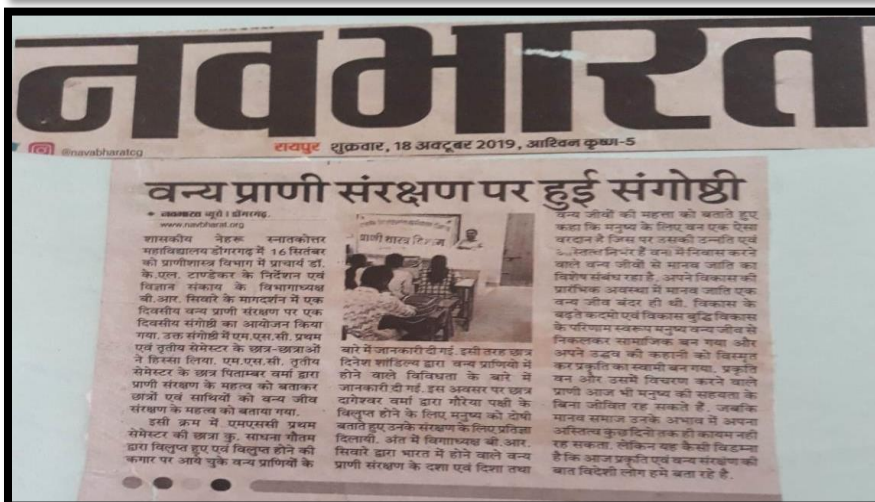 नवभारत
@navabharatcg
रायपुर शुक्रवार, 18 अक्टूबर 2019, आश्विन कृष्ण-5
वन्य प्राणी संरक्षण पर हुई संगोष्ठी
नवभारत ब्यूरो। डोंगरगढ़.
www.navbharat.org
शासकीय नेहरू स्नातकोत्तर
महाविद्यालय डोंगरगढ़ में 16 सितंबर
को प्राणीशास्त्र विभाग में प्राचार्य डॉ.
के.एल. टाण्डेकर के निर्देशन एवं
विज्ञान संकाय के विभागाध्यक्ष
बी.आर. सिवारे के मागदर्शन में एक
दिवसीय वन्य प्राणी संरक्षण पर एक
दिवसीय संगोष्ठी का आयोजन किया
गया. उक्त संगोष्ठी में एम.एस.सी. प्रथम
एवं तृतीय सेमेस्टर के छात्र-छात्राओं
ने हिस्सा लिया. एम.एस.सी. तृतीय
सेमेस्टर के छात्र पिताम्बर वर्मा द्वारा
प्राणी संरक्षण के महत्व को बताकर
छात्रों एवं साथियों को वन्य जीव
संरक्षण के महत्व को बताया गया.
इसी क्रम में एमएससी प्रथम
सेमेस्टर की छात्रा कु. साधना गौतम
द्वारा विलुप्त हुए एवं विलुप्त होने की
कगार पर आये चुके वन्य प्राणियों के
प्राणी शास्त्र विभाग
बारे में जानकारी दी गई. इसी तरह छात्र
दिनेश शांडिल्य द्वारा वन्य प्राणियों में
होने वाले विविधता के बारे में
जानकारी दी गई. इस अवसर पर छात्र
दागेश्वर वर्मा द्वारा गौरेया पक्षी के
विलुप्त होने के लिए मनुष्य को दोषी
बताते हुए उनके संरक्षण के लिए प्रतिज्ञा
दिलायी. अंत में विगाध्यक्ष बी.आर.
सिवारे द्वारा भारत में होने वाले वन्य
प्राणी संरक्षण के दशा एवं दिशा तथा
वन्य जीवों की महत्ता को बताते हुए
कहा कि मनुष्य के लिए वन एक ऐसा
वरदान है जिस पर उसकी उन्नति एवं
निर्भर हैं वनों में निवास करने
वाले वन्य जीवों से मानव जाति का
विशेष संबंध रहा है. अपने विकास की
प्रारंभिक अवस्था में मानव जाति एक
वन्य जीव बंदर ही थी. विकास के
बढ़ते कदमो एवं विकास बुद्धि विकास
के परिणाम स्वरूप मनुष्य वन्य जीव से
निकलकर सामाजिक बन गया और
अपने उद्भव की कहानी को विस्मृत
कर प्रकृति का स्वामी बन गया. प्रकृति
वन और उसमें विचरण करने वाले
प्राणी आज भी मनुष्य की सहयता के
बिना जीवित रह सकते हैं. जबकि
मानव समाज उनके अभाव में अपना
अस्तित्व कुछ दिनों तक ही कायम नहीं
रह सकता. लेकिन यह कैसी विडम्ना
है कि आज प्रकृति एवं वन्य संरक्षण की
बात विदेशी लोग हमे बता रहे है.